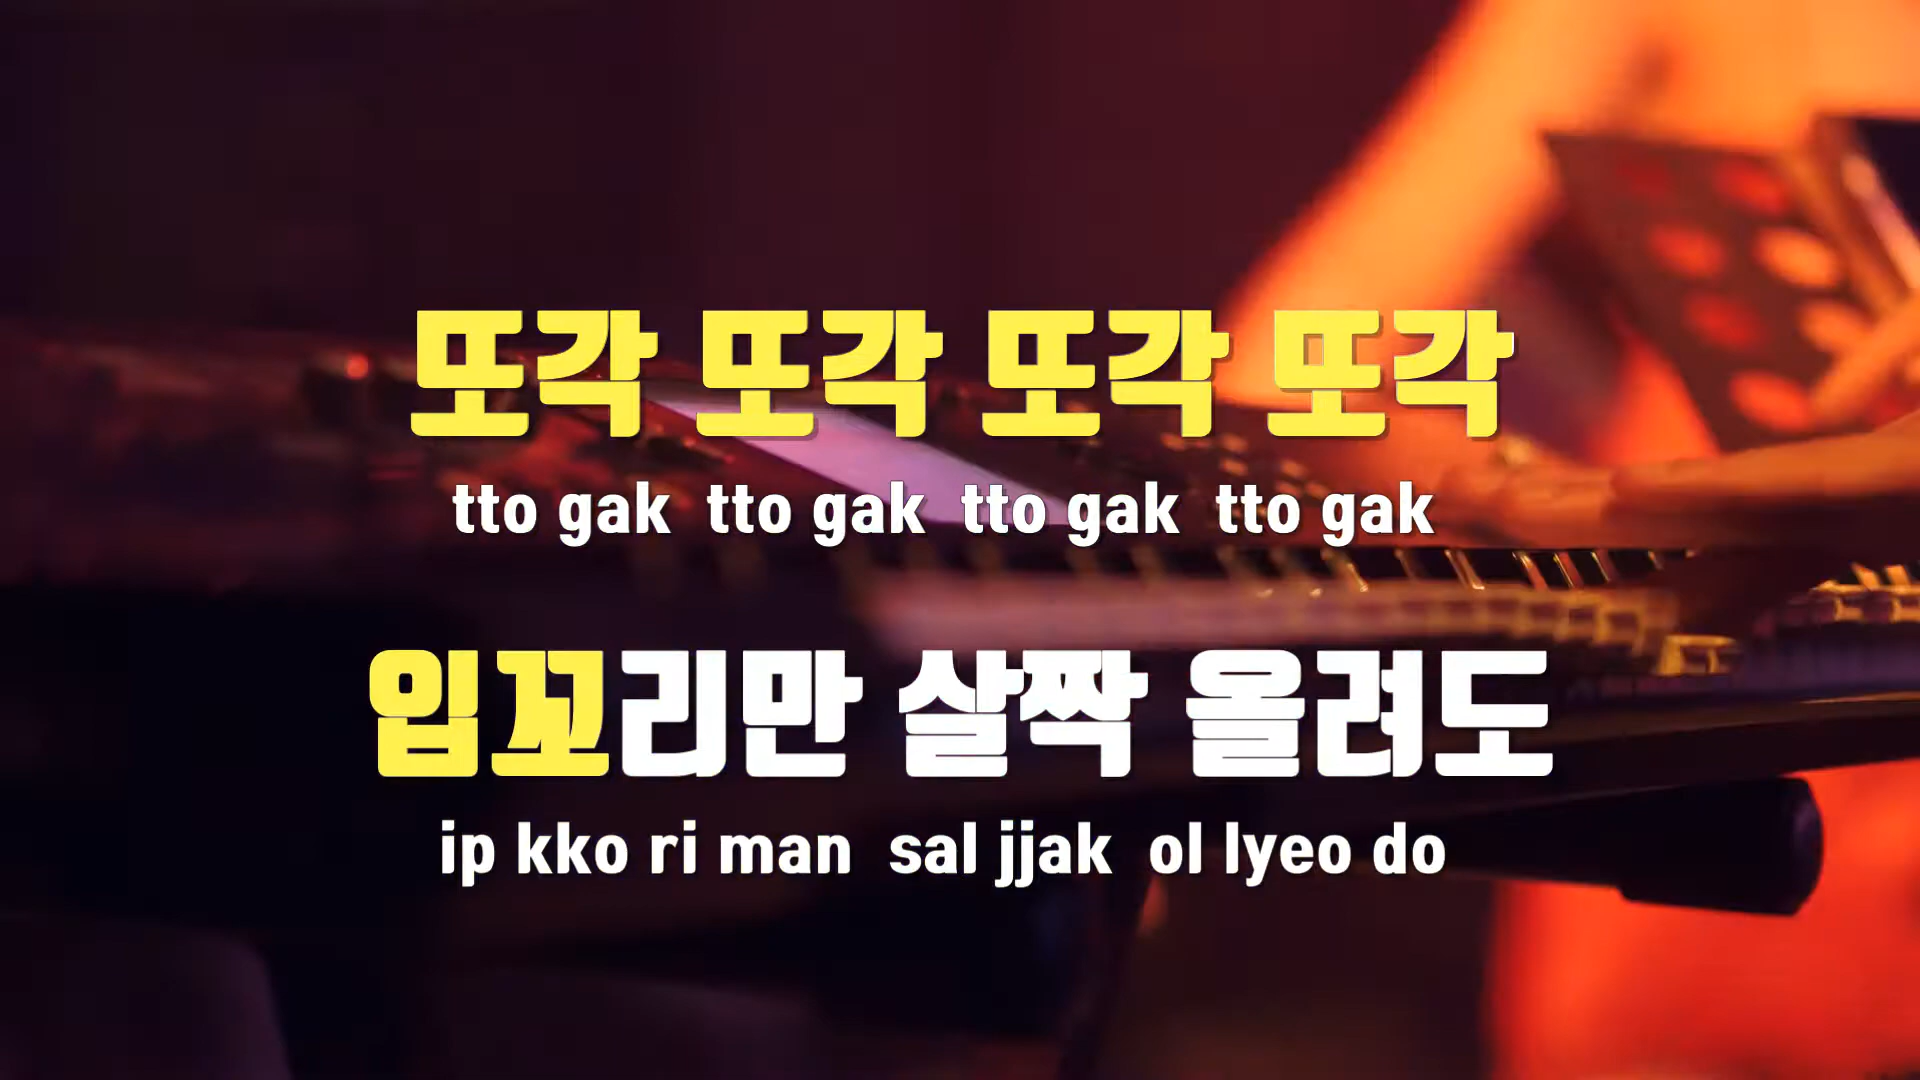 또각 또각 또각 또각
tto gak tto gak tto gak tto gak
입꼬리만 살짝 올려도
ip kko ri man sal jjak ol lyeo do